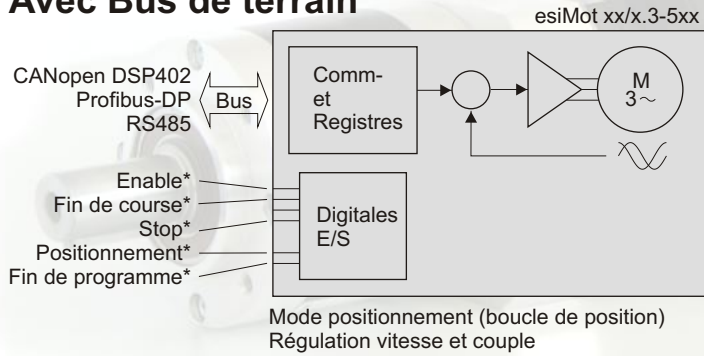 Avec Bus de terrain
esiMot xx/x.3-5xx
CANopen DSP402
Profibus-DP
RS485
Bus
Comm-
et
Registres
M
3~
Enable*
Fin de course*
Stop*
Positionnement*
Fin de programme*
Digitales
E/S
Mode positionnement (boucle de position)
Régulation vitesse et couple